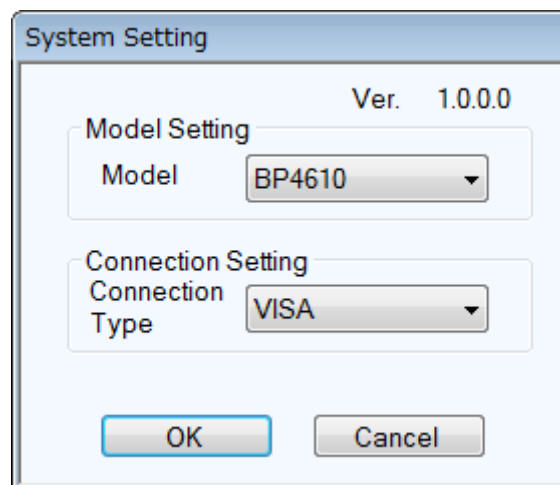 System Setting
Ver. 1.0.0.0
Model Setting
Model BP4610
Connection Setting
Connection
Type
VISA
OK Cancel